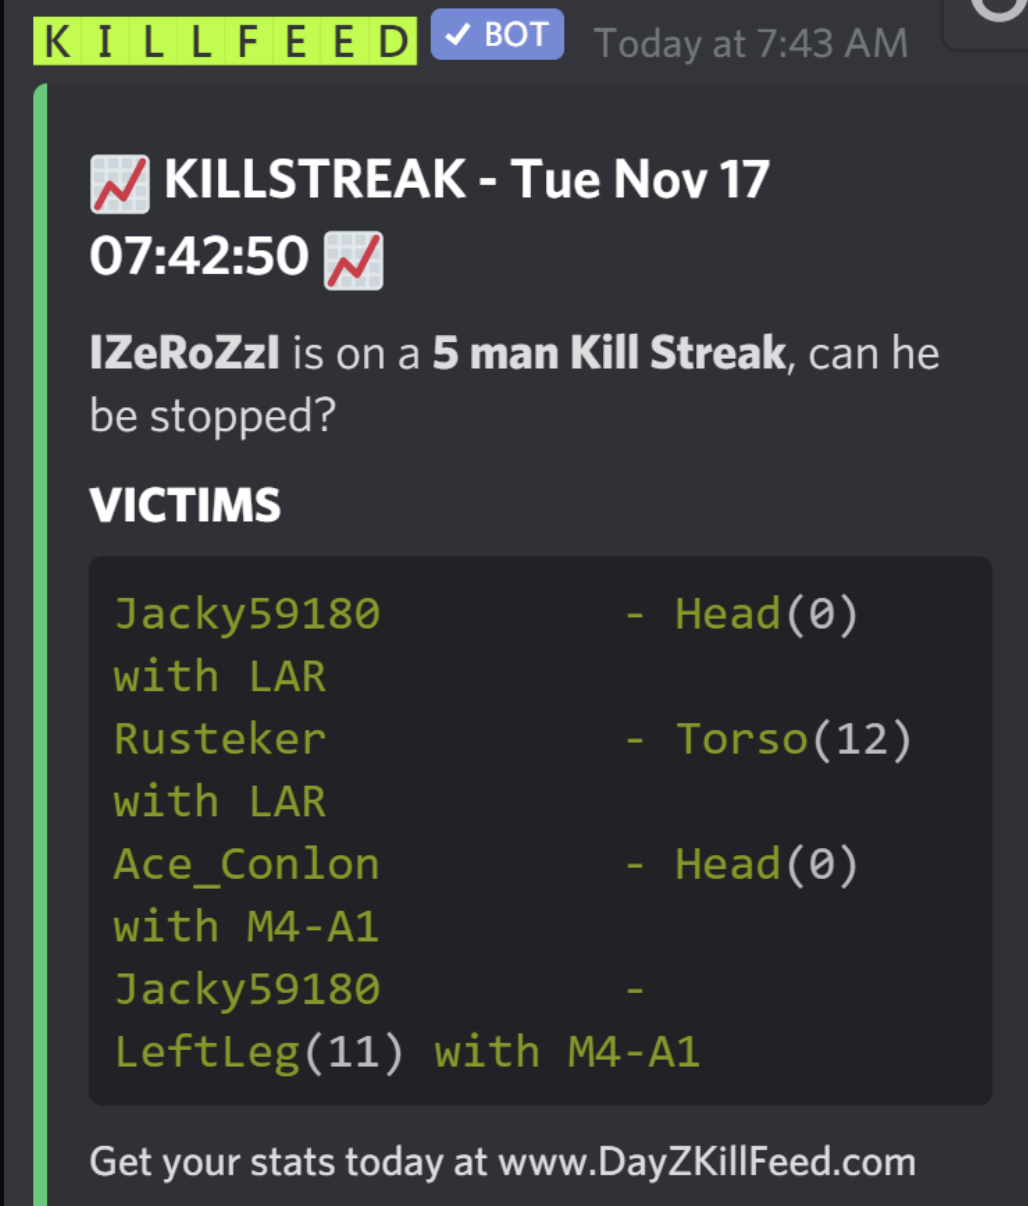 K I L L F E E D ✓ BOT Today at 7:43 AM
📈 KILLSTREAK - Tue Nov 17
07:42:50 📈
IZeRoZzI is on a 5 man Kill Streak, can he
be stopped?
VICTIMS
Jacky59180 - Head(0)
with LAR
Rusteker - Torso(12)
with LAR
Ace_Conlon - Head(0)
with M4-A1
Jacky59180 -
LeftLeg(11) with M4-A1
Get your stats today at www.DayZKillFeed.com